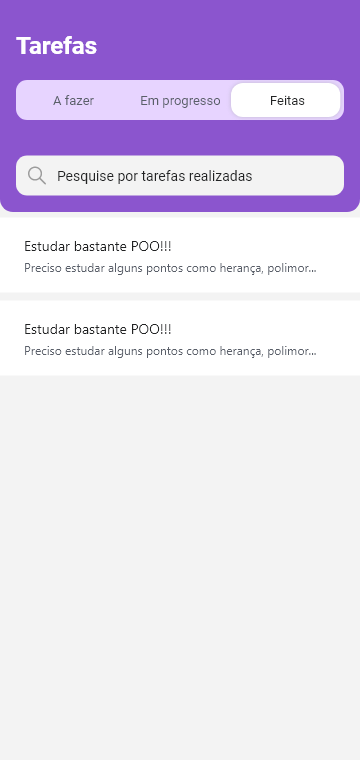 Tarefas
A fazer
Em progresso
Feitas
Pesquise por tarefas realizadas
Estudar bastante POO!!!
Preciso estudar alguns pontos como herança, polimor...
Estudar bastante POO!!!
Preciso estudar alguns pontos como herança, polimor...